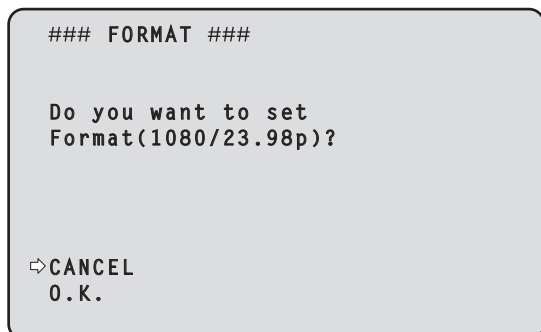 ### FORMAT ###
Do you want to set
Format(1080/23.98p)?
⇨CANCEL
O.K.